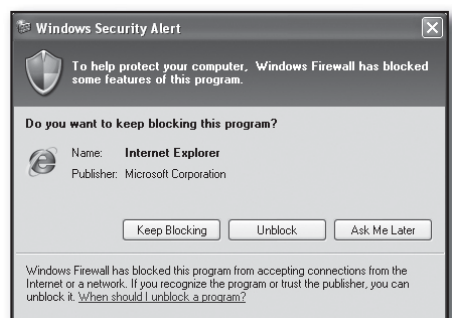 Windows Security Alert
To help protect your computer, Windows Firewall has blocked
some features of this program.
Do you want to keep blocking this program?
Name: Internet Explorer
Publisher: Microsoft Corporation
Keep Blocking Unblock Ask Me Later
Windows Firewall has blocked this program from accepting connections from the
Internet or a network. If you recognize the program or trust the publisher, you can
unblock it. When should I unblock a program?